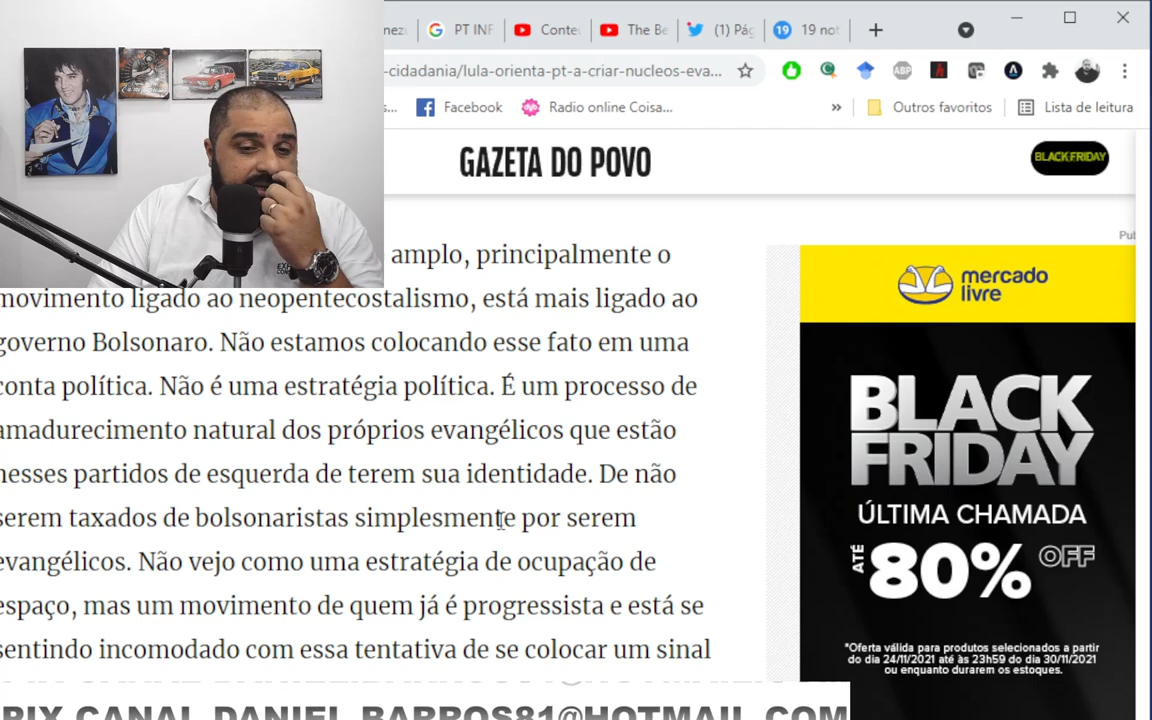 PT INF
Conte
The Be
(1) Pág
19
19 not
-cidadania/lula-orienta-pt-a-criar-nucleos-eva...
ABP
Facebook
Radio online Coisa...
»
Outros favoritos
Lista de leitura
GAZETA DO POVO
BLACK FRIDAY
amplo, principalmente o
movimento ligado ao neopentecostalismo, está mais ligado ao
governo Bolsonaro. Não estamos colocando esse fato em uma
conta política. Não é uma estratégia política. É um processo de
amadurecimento natural dos próprios evangélicos que estão
nesses partidos de esquerda de terem sua identidade. De não
serem taxados de bolsonaristas simplesmente por serem
evangélicos. Não vejo como uma estratégia de ocupação de
espaço, mas um movimento de quem já é progressista e está se
sentindo incomodado com essa tentativa de se colocar um sinal
mercado
livre
BLACK
FRIDAY
ÚLTIMA CHAMADA
ATÉ
80% OFF
*Oferta válida para produtos selecionados a partir
do dia 24/11/2021 até às 23h59 do dia 30/11/2021
ou enquanto durarem os estoques.
PIX CANAL DANIEL_BARROS81@HOTMAIL.COM